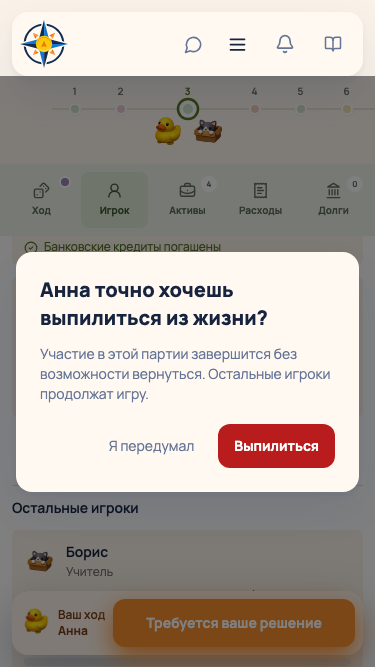 1 2 3 4 5 6
4 0
Ход Игрок Активы Расходы Долги
Банковские кредиты погашены
Анна точно хочешь
выпилиться из жизни?
Участие в этой партии завершится без
возможности вернуться. Остальные игроки
продолжат игру.
Я передумал Выпилиться
Остальные игроки
Борис
Учитель
Ваш ход
Анна
Требуется ваше решение